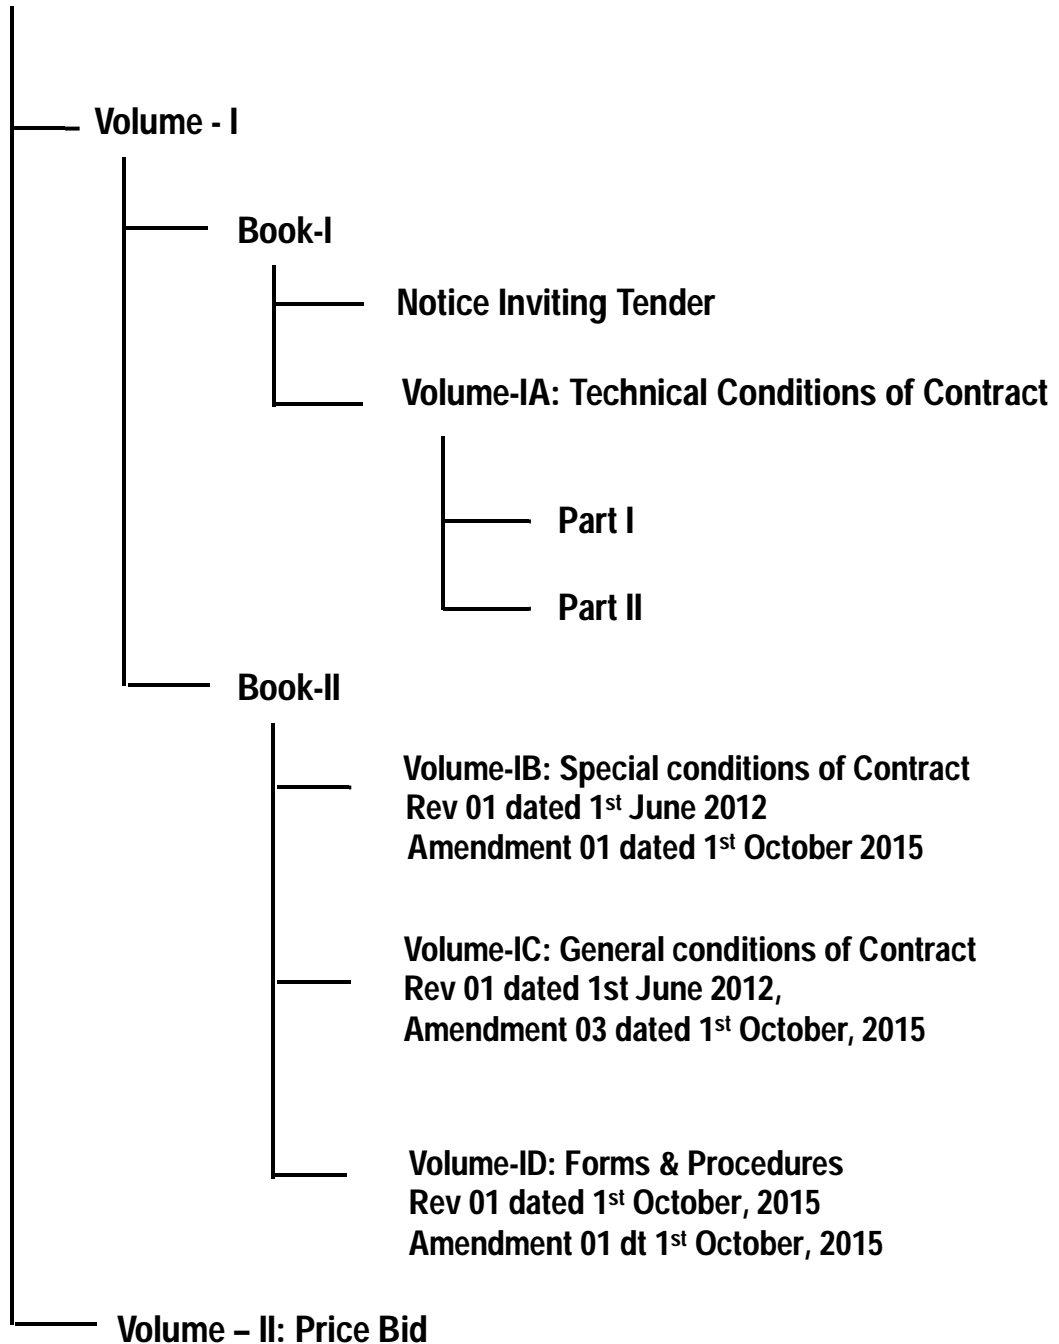 Volume - I
Book-I
Notice Inviting Tender
Volume-IA: Technical Conditions of Contract
Part I
Part II
Book-II
Volume-IB: Special conditions of Contract
Rev 01 dated 1st June 2012
Amendment 01 dated 1st October 2015
Volume-IC: General conditions of Contract
Rev 01 dated 1st June 2012,
Amendment 03 dated 1st October, 2015
Volume-ID: Forms & Procedures
Rev 01 dated 1st October, 2015
Amendment 01 dt 1st October, 2015
Volume – II: Price Bid